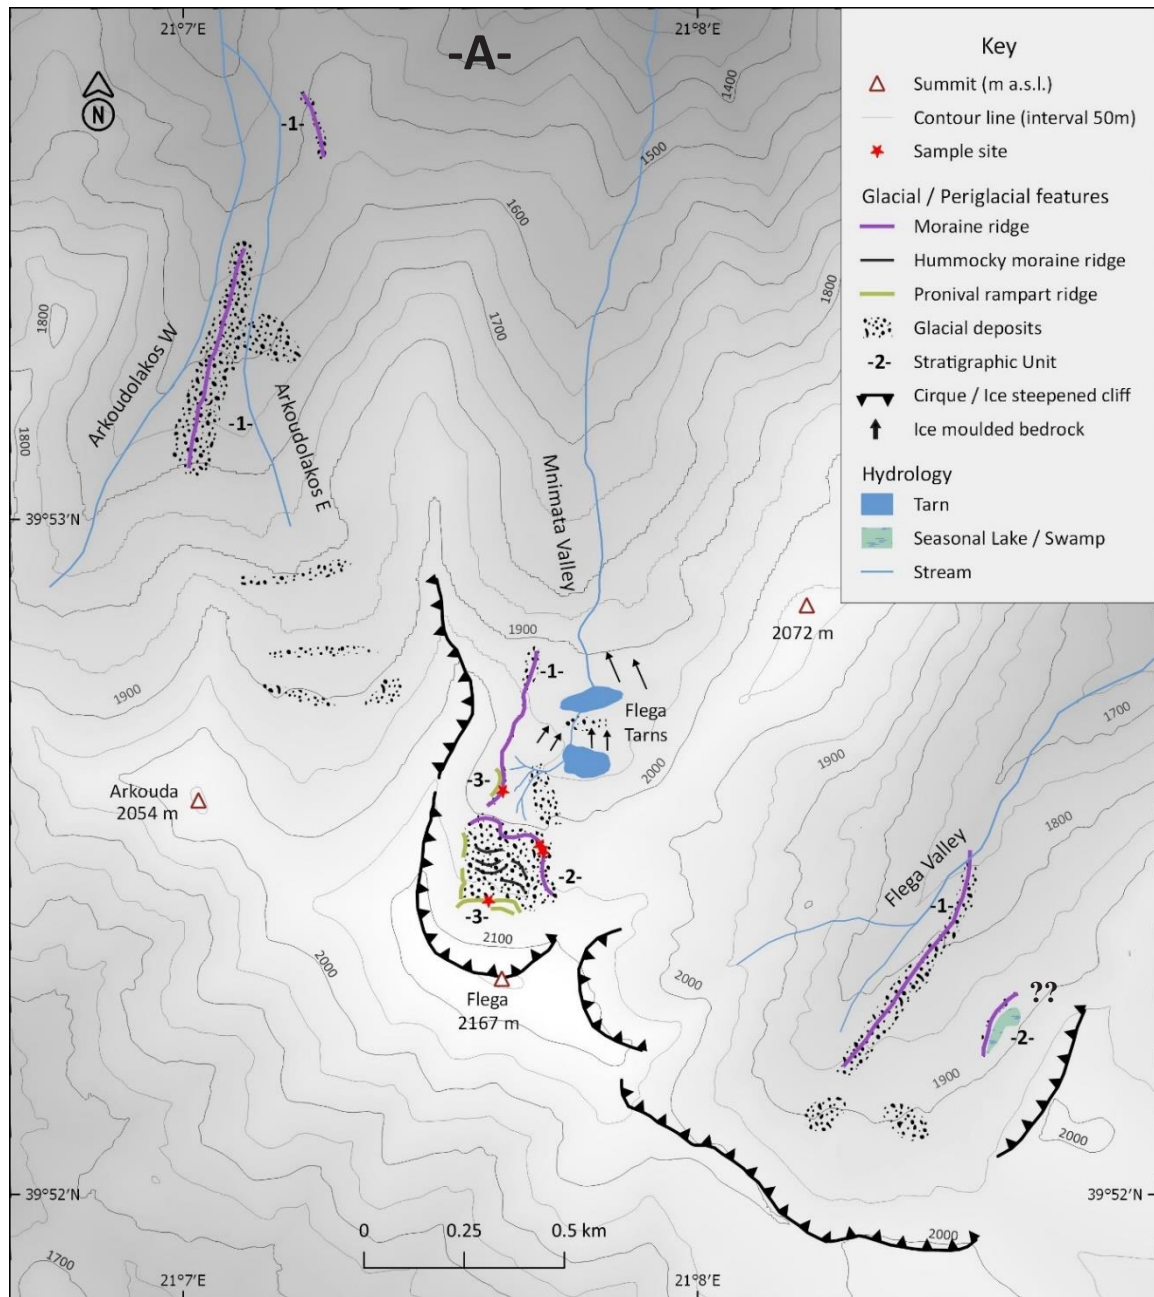 21°7′E
21°8′E
-A-
N
-1-
1400
1500
1600
1700
1800
1800
1800
Arkoudolakos W
Arkoudolakos E
-1-
Mnimata Valley
39°53′N
Key
Summit (m a.s.l.)
Contour line (interval 50m)
Sample site
Glacial / Periglacial features
Moraine ridge
Hummocky moraine ridge
Pronival rampart ridge
Glacial deposits
-2-
Stratigraphic Unit
Cirque / Ice steepened cliff
Ice moulded bedrock
Hydrology
Tarn
Seasonal Lake / Swamp
Stream
2072 m
1900
1900
-1-
Flega
Tarns
2000
-3-
Arkouda
2054 m
1700
1900
1800
Flega Valley
-1-
-2-
-3-
2100
2000
2000
Flega
2167 m
??
-2-
1900
2000
39°52′N
39°52′N
2000
0
0.25
0.5 km
1700
21°7′E
21°8′E